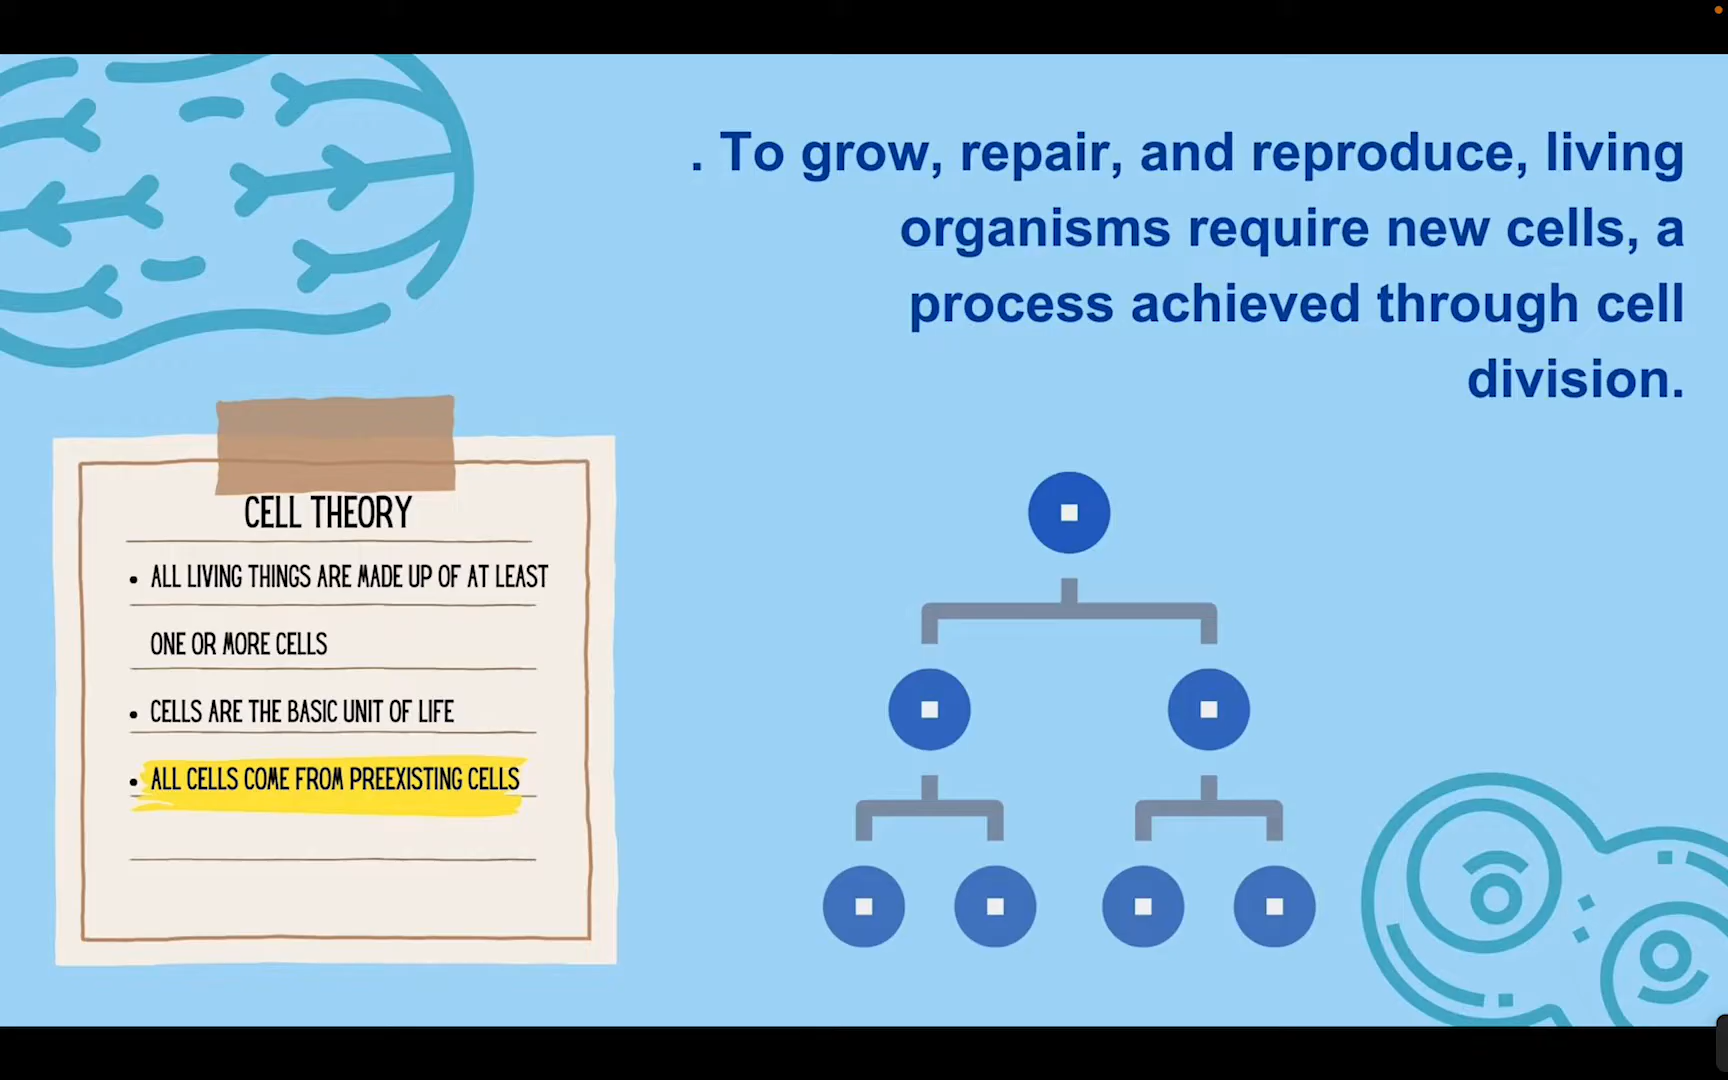 . To grow, repair, and reproduce, living
organisms require new cells, a
process achieved through cell
division.
CELL THEORY
• ALL LIVING THINGS ARE MADE UP OF AT LEAST
ONE OR MORE CELLS
• CELLS ARE THE BASIC UNIT OF LIFE
• ALL CELLS COME FROM PREEXISTING CELLS